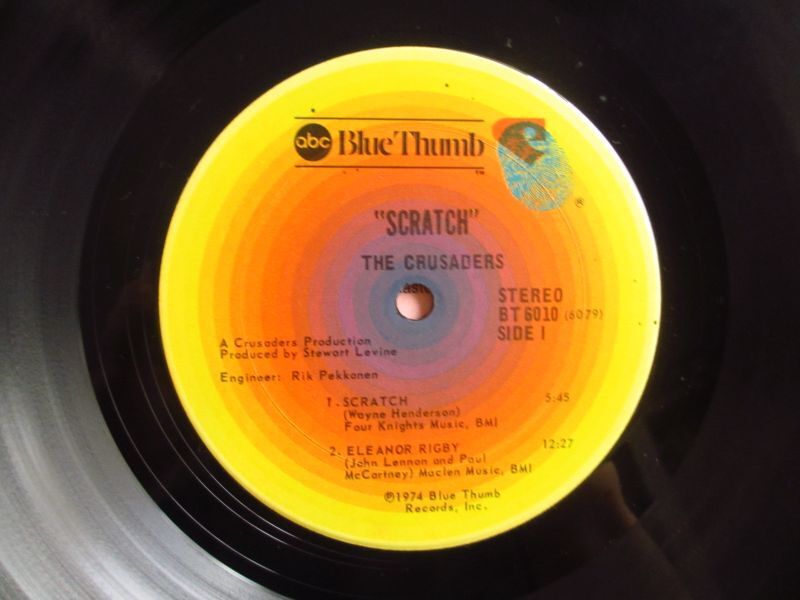 abc Blue Thumb
TM
®
"SCRATCH"
THE CRUSADERS
STEREO
BT 6010 (6079)
SIDE 1
A Crusaders Production
Produced by Stewart Levine
Engineer: Rik Pekkonen
1. SCRATCH 5:45
(Wayne Henderson)
Four Knights Music, BMI
2. ELEANOR RIGBY 12:27
(John Lennon and Paul
McCartney) Maclen Music, BMI
℗1974 Blue Thumb
Records, Inc.